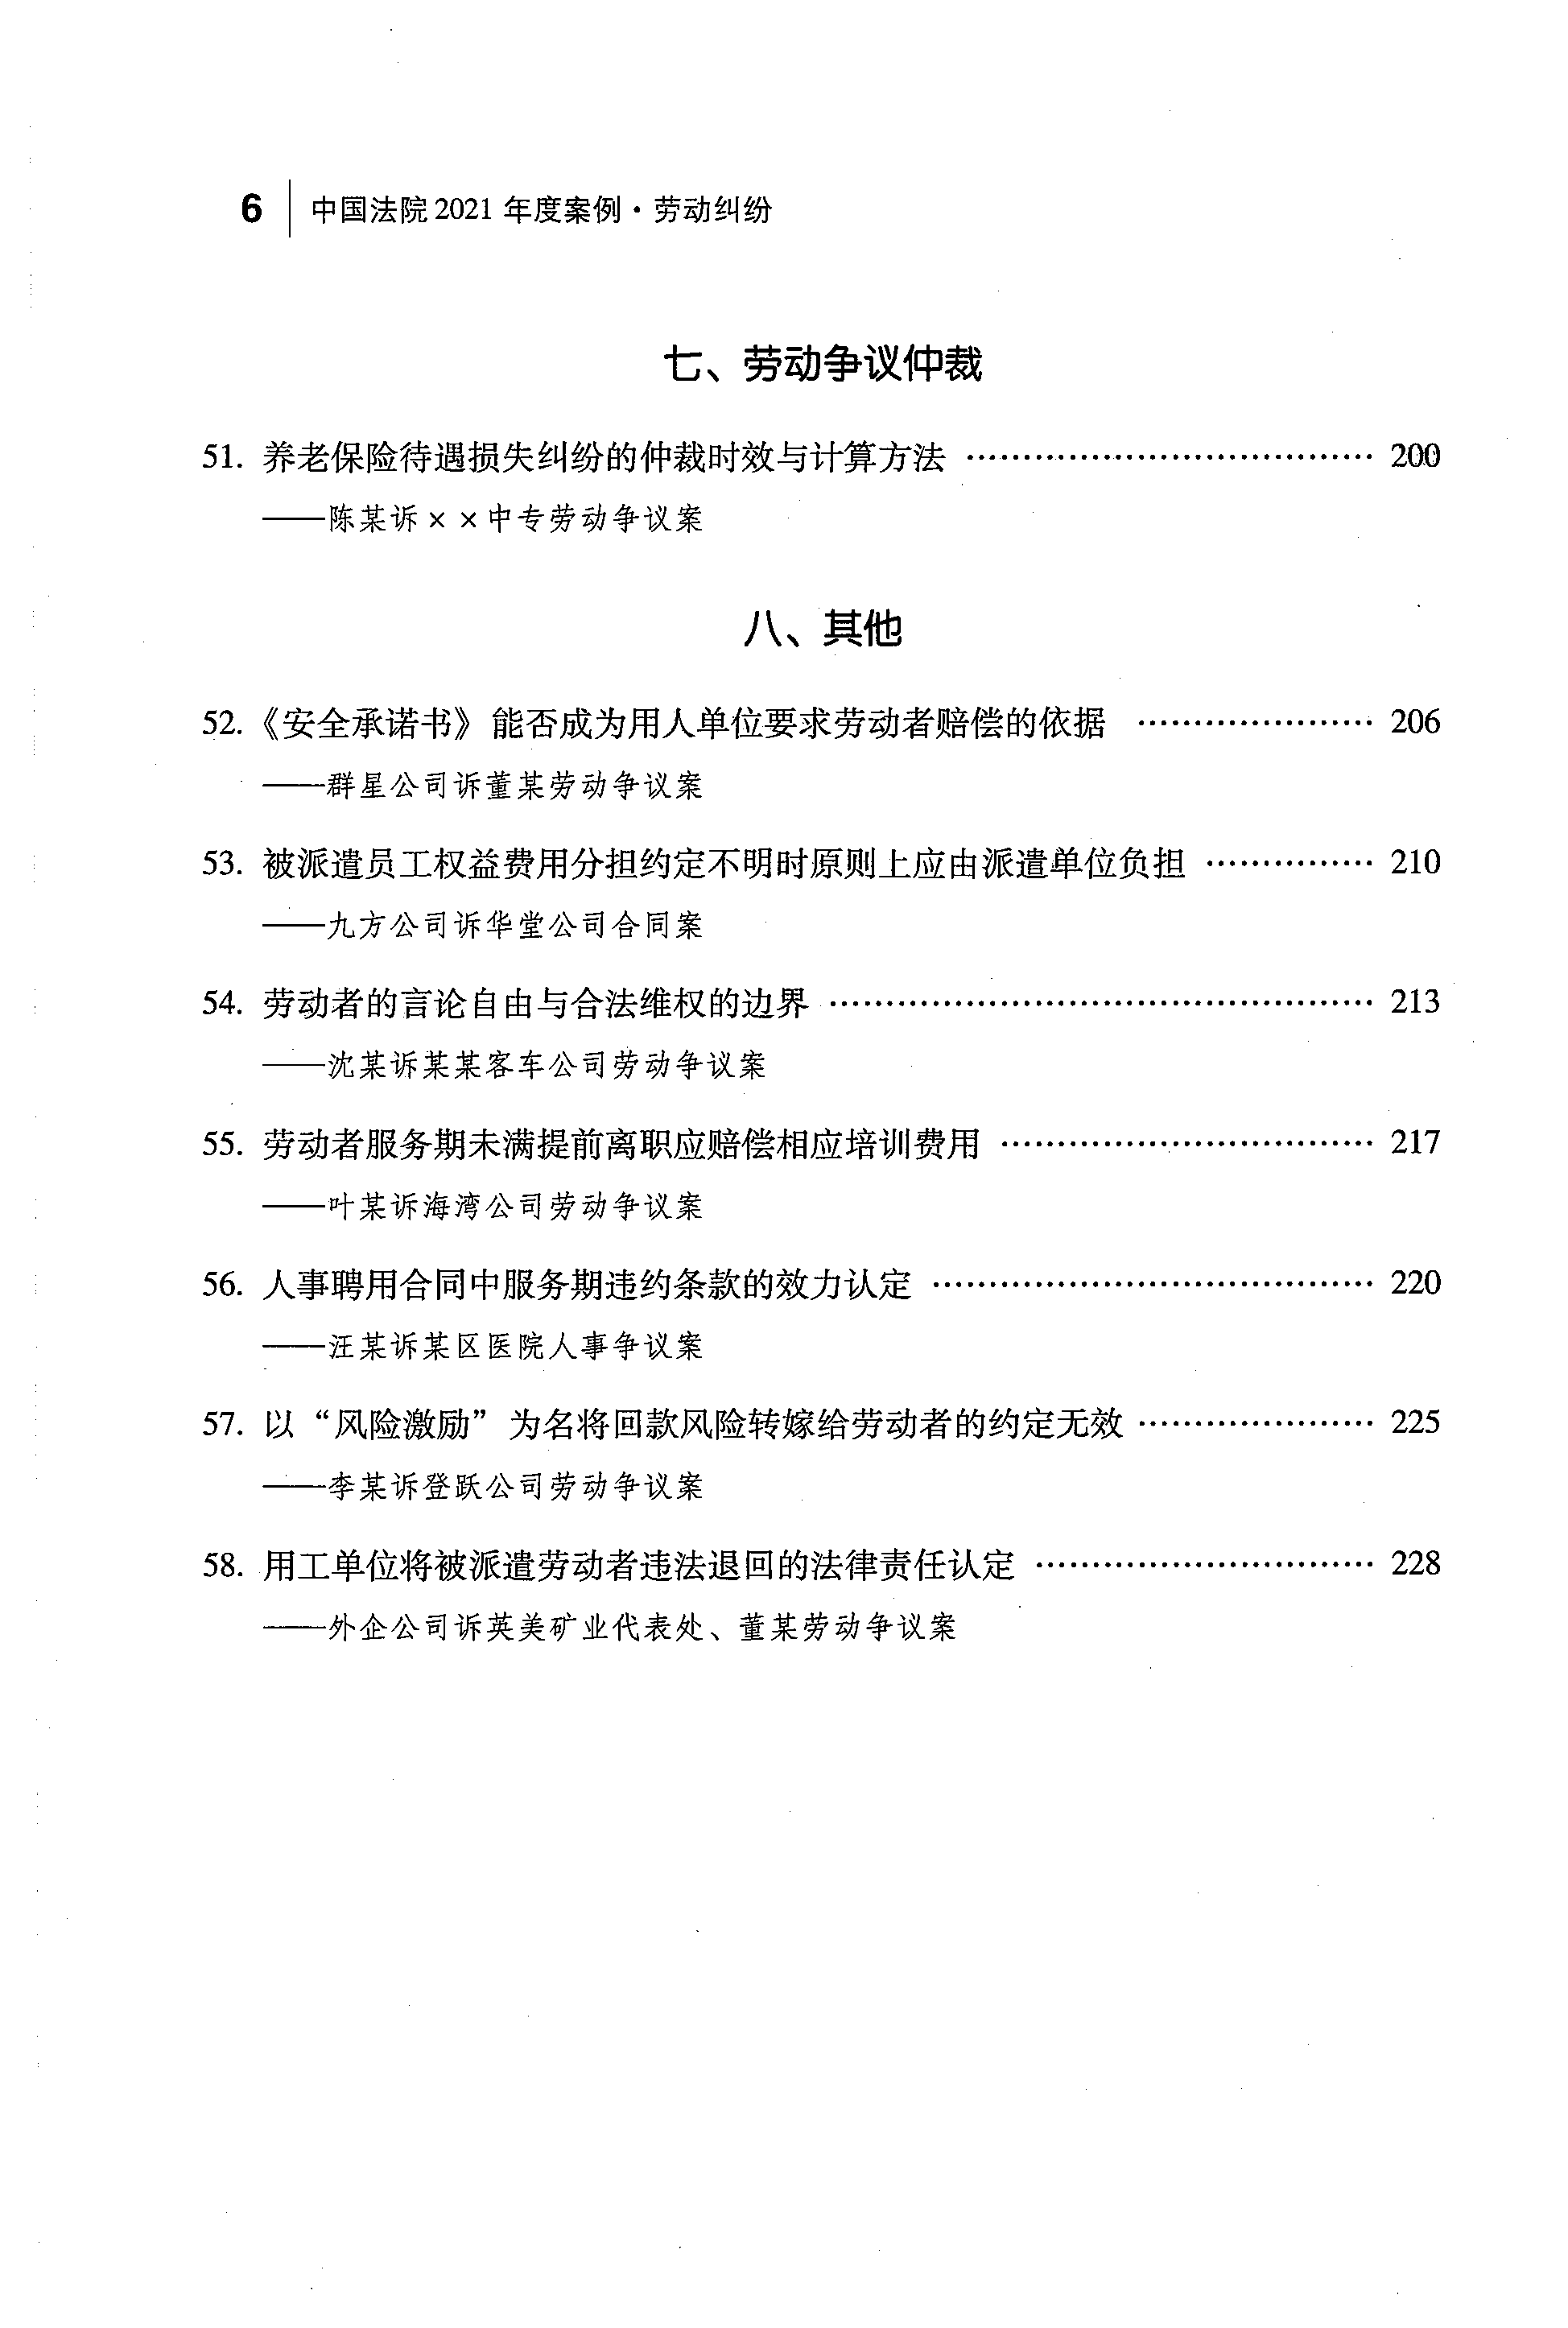 6 | 中国法院2021年度案例·劳动纠纷
七、劳动争议仲裁
51. 养老保险待遇损失纠纷的仲裁时效与计算方法 …………………………… 200
——陈某诉××中专劳动争议案
八、其他
52.《安全承诺书》能否成为用人单位要求劳动者赔偿的依据 ……………… 206
——群星公司诉董某劳动争议案
53. 被派遣员工权益费用分担约定不明时原则上应由派遣单位负担 ………… 210
——九方公司诉华堂公司合同案
54. 劳动者的言论自由与合法维权的边界 …………………………………… 213
——沈某诉某某客车公司劳动争议案
55. 劳动者服务期未满提前离职应赔偿相应培训费用 ………………………… 217
——叶某诉海湾公司劳动争议案
56. 人事聘用合同中服务期违约条款的效力认定 …………………………… 220
——汪某诉某区医院人事争议案
57. 以“风险激励”为名将回款风险转嫁给劳动者的约定无效 ……………… 225
——李某诉登跃公司劳动争议案
58. 用工单位将被派遣劳动者违法退回的法律责任认定 ……………………… 228
——外企公司诉英美矿业代表处、董某劳动争议案